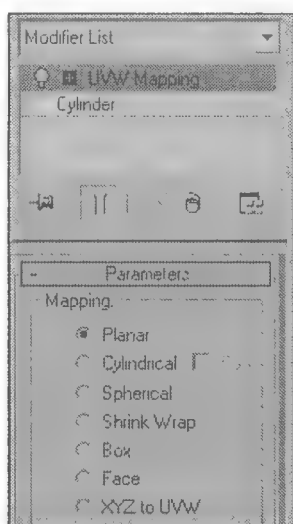 Modifier List
UVW Mapping
Cylinder
- Parameters
Mapping:
Planar
Cylindrical
Spherical
Shrink Wrap
Box
Face
XYZ to UVW